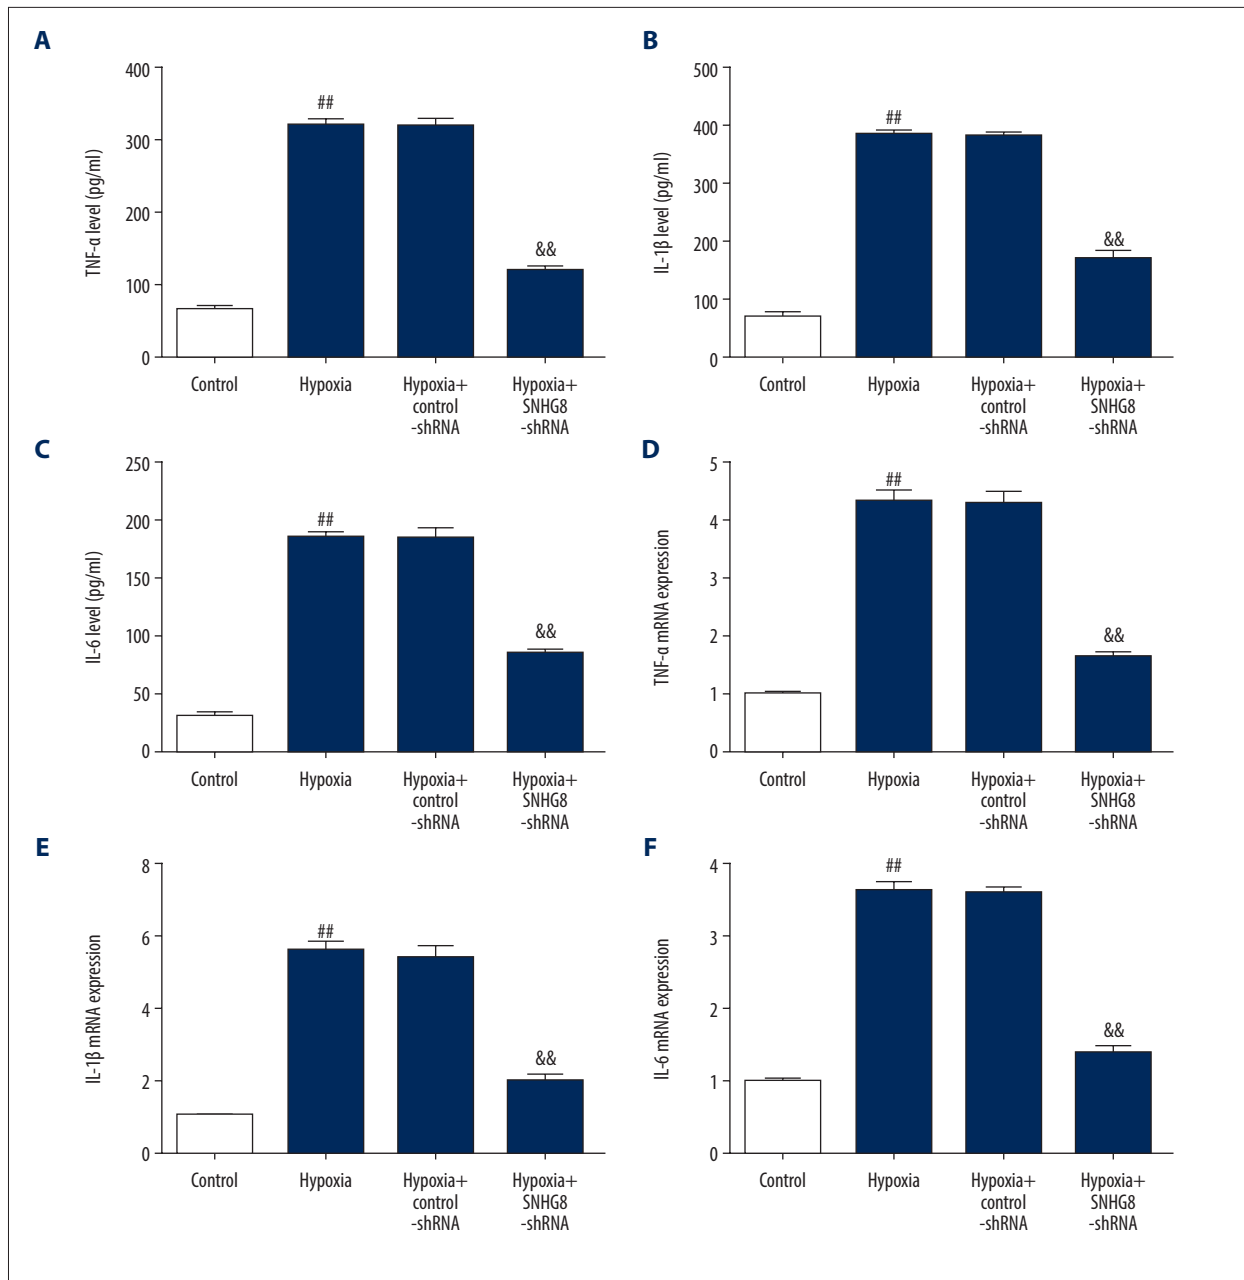 A
TNF-α level (pg/ml)
400
300
200
100
0
##
&&
Control
Hypoxia
Hypoxia+
control
-shRNA
Hypoxia+
SNHG8
-shRNA
B
IL-1β level (pg/ml)
500
400
300
200
100
0
##
&&
Control
Hypoxia
Hypoxia+
control
-shRNA
Hypoxia+
SNHG8
-shRNA
C
IL-6 level (pg/ml)
250
200
150
100
50
0
##
&&
Control
Hypoxia
Hypoxia+
control
-shRNA
Hypoxia+
SNHG8
-shRNA
D
TNF-α mRNA expression
5
4
3
2
1
0
##
&&
Control
Hypoxia
Hypoxia+
control
-shRNA
Hypoxia+
SNHG8
-shRNA
E
IL-1β mRNA expression
8
6
4
2
0
##
&&
Control
Hypoxia
Hypoxia+
control
-shRNA
Hypoxia+
SNHG8
-shRNA
F
IL-6 mRNA expression
4
3
2
1
0
##
&&
Control
Hypoxia
Hypoxia+
control
-shRNA
Hypoxia+
SNHG8
-shRNA